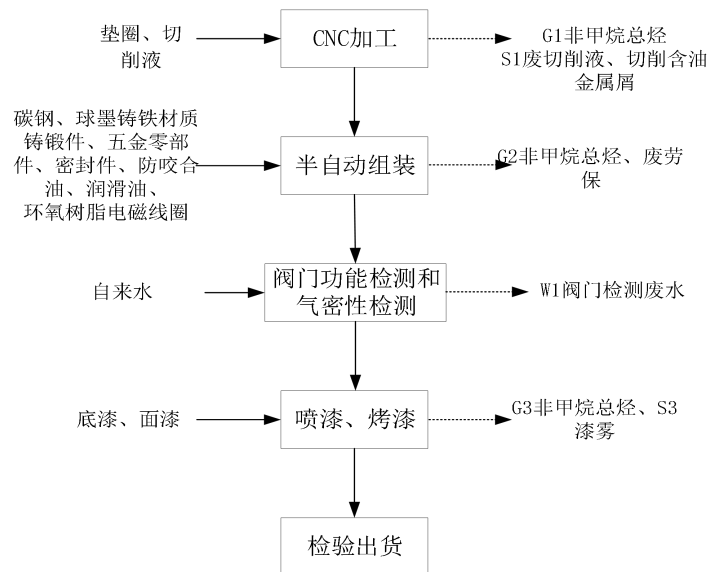 垫圈、切
削液
CNC加工
G1非甲烷总烃
S1废切削液、切削含油
金属屑
碳钢、球墨铸铁材质
铸锻件、五金零部
件、密封件、防咬合
油、润滑油、
环氧树脂电磁线圈
半自动组装
G2非甲烷总烃、废劳
保
自来水
阀门功能检测和
气密性检测
W1阀门检测废水
底漆、面漆
喷漆、烤漆
G3非甲烷总烃、S3
漆雾
检验出货